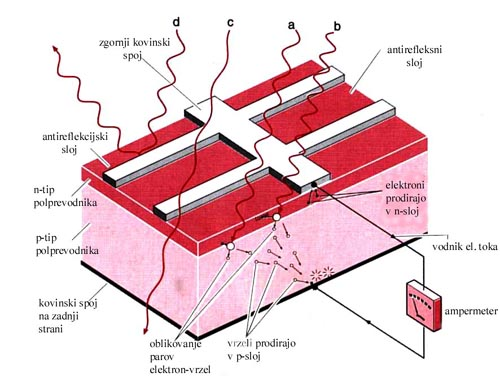 d
c
a
b
zgornji kovinski
spoj
antirefleksni
sloj
antireflekcijski
sloj
n-tip
polprevodnika
p-tip
polprevodnika
kovinski spoj
na zadnji
strani
elektroni
prodirajo
v n-sloj
vodnik el. toka
ampermeter
oblikovanje
parov
elektron-vrzel
vrzeli prodirajo
v p-sloj